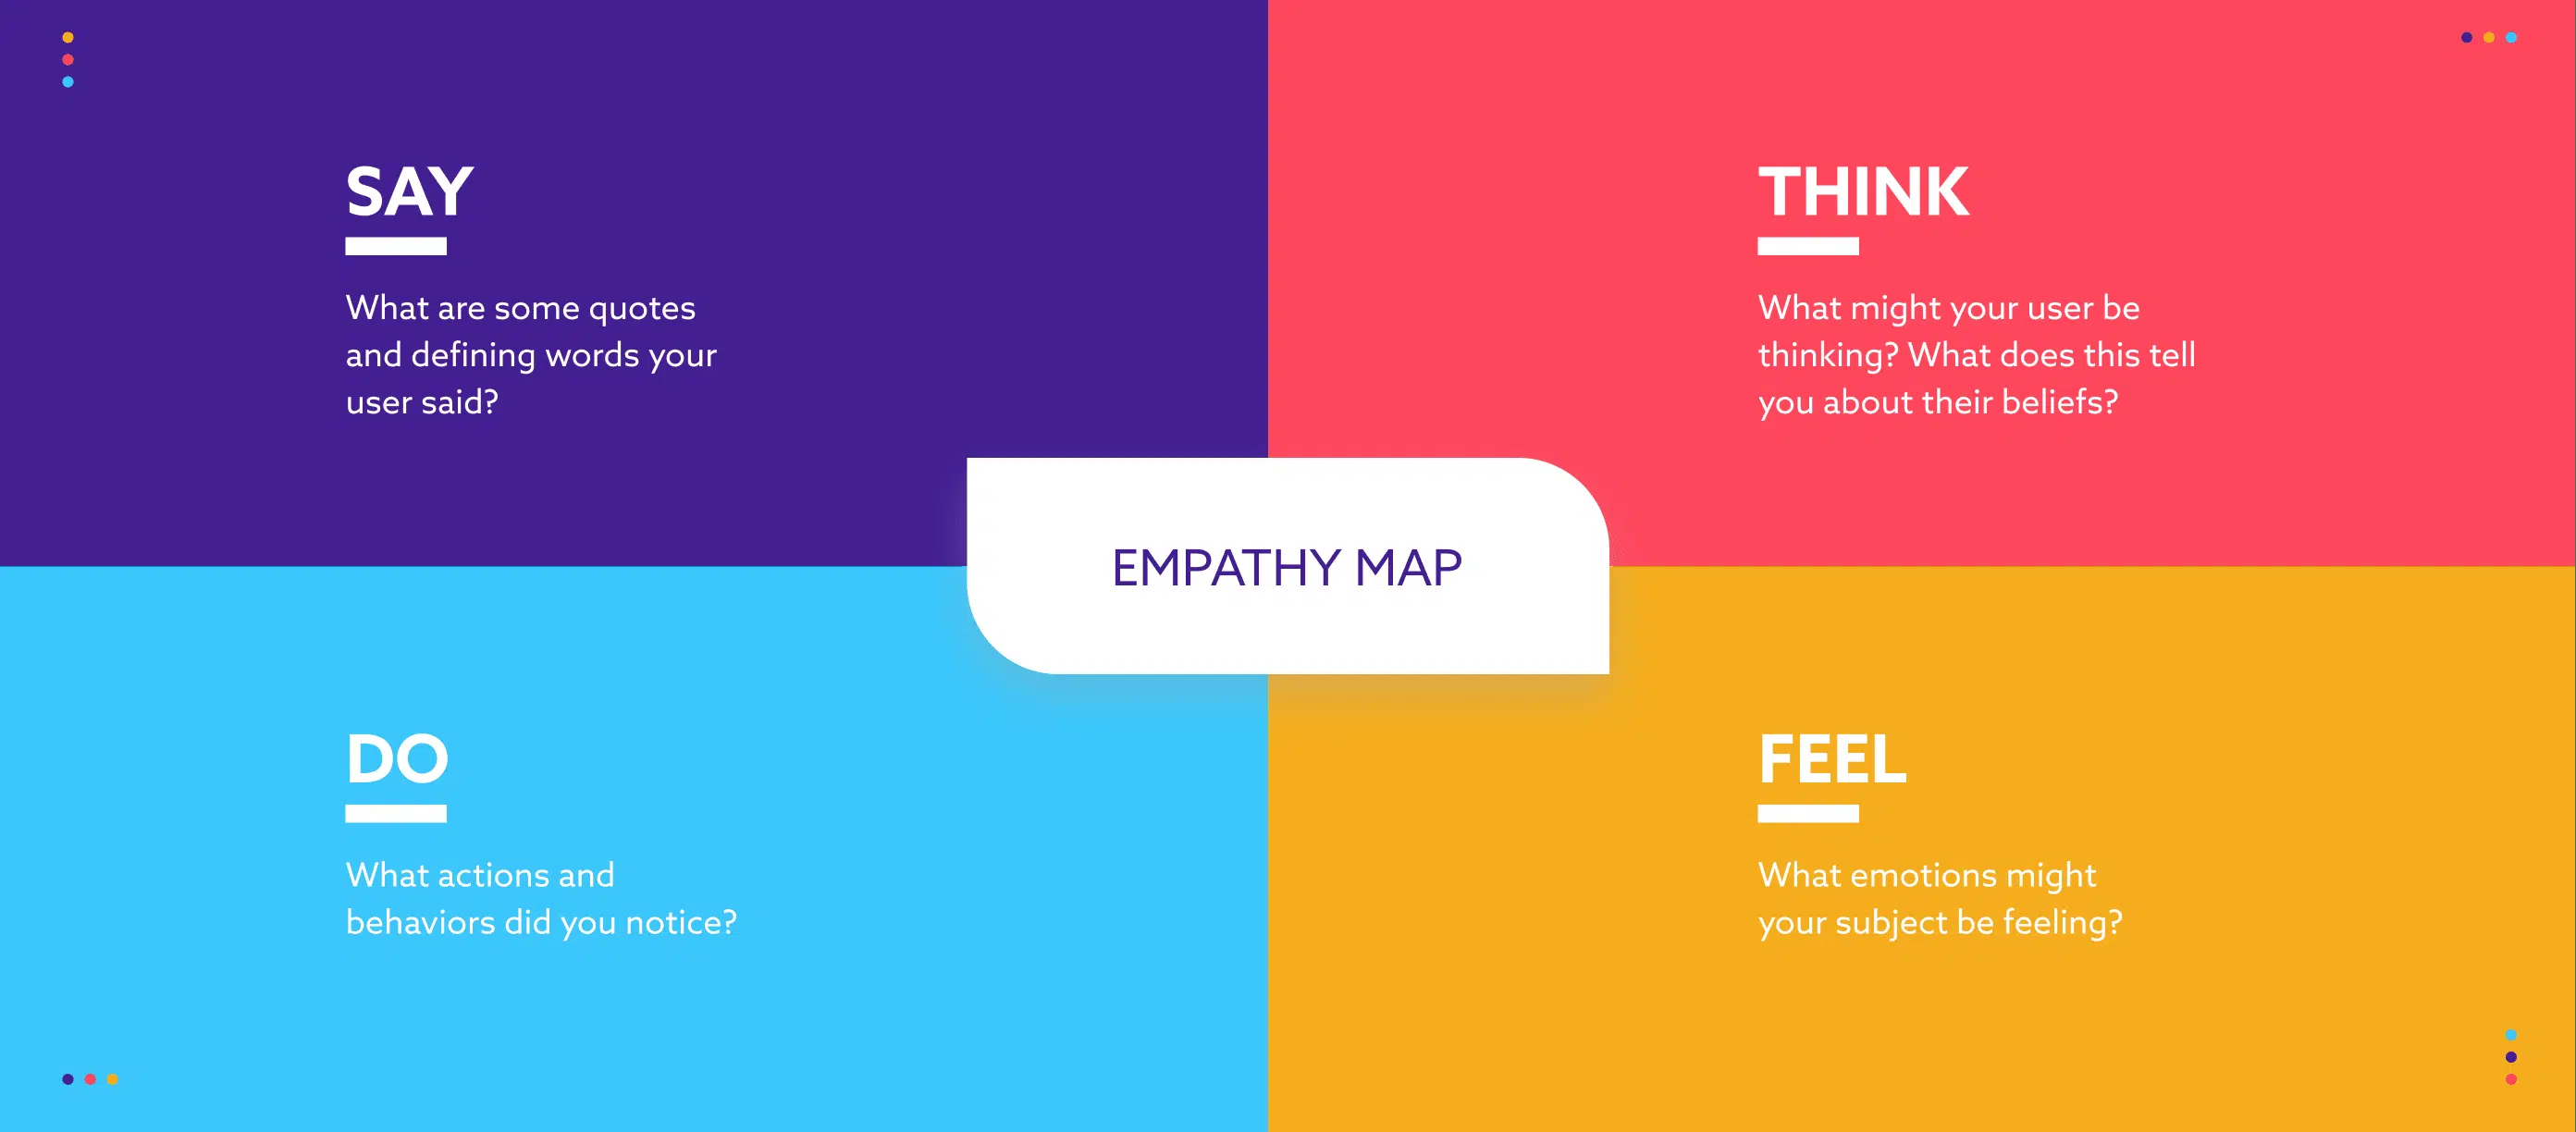 SAY
What are some quotes
and defining words your
user said?
THINK
What might your user be
thinking? What does this tell
you about their beliefs?
EMPATHY MAP
DO
What actions and
behaviors did you notice?
FEEL
What emotions might
your subject be feeling?